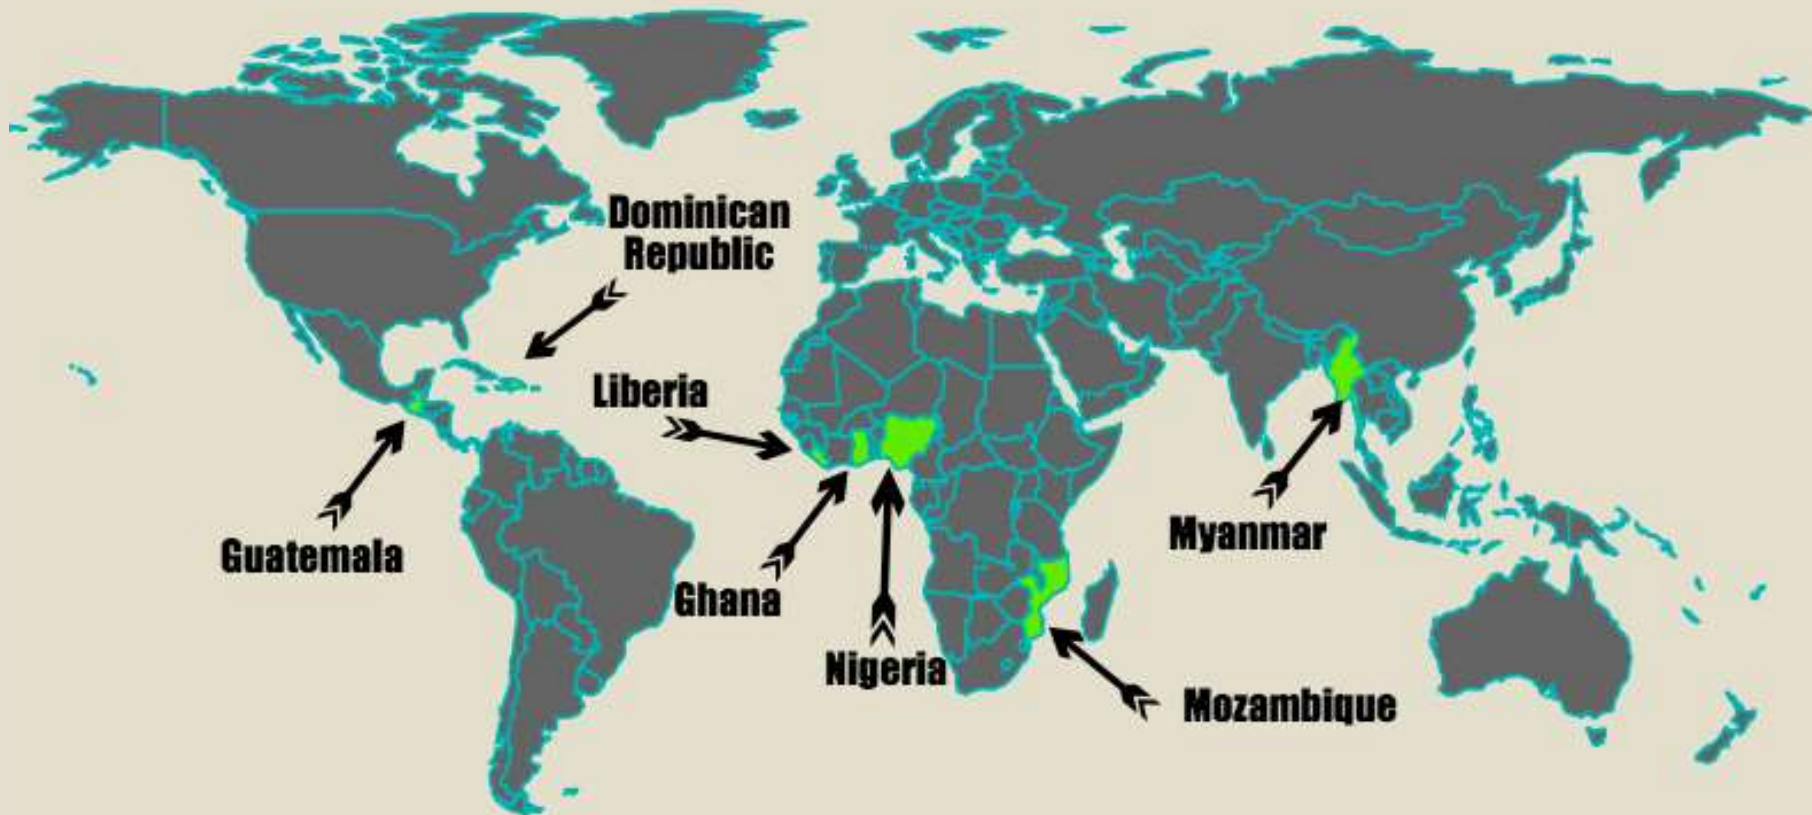 Dominican
Republic
Liberia
Guatemala
Ghana
Nigeria
Myanmar
Mozambique